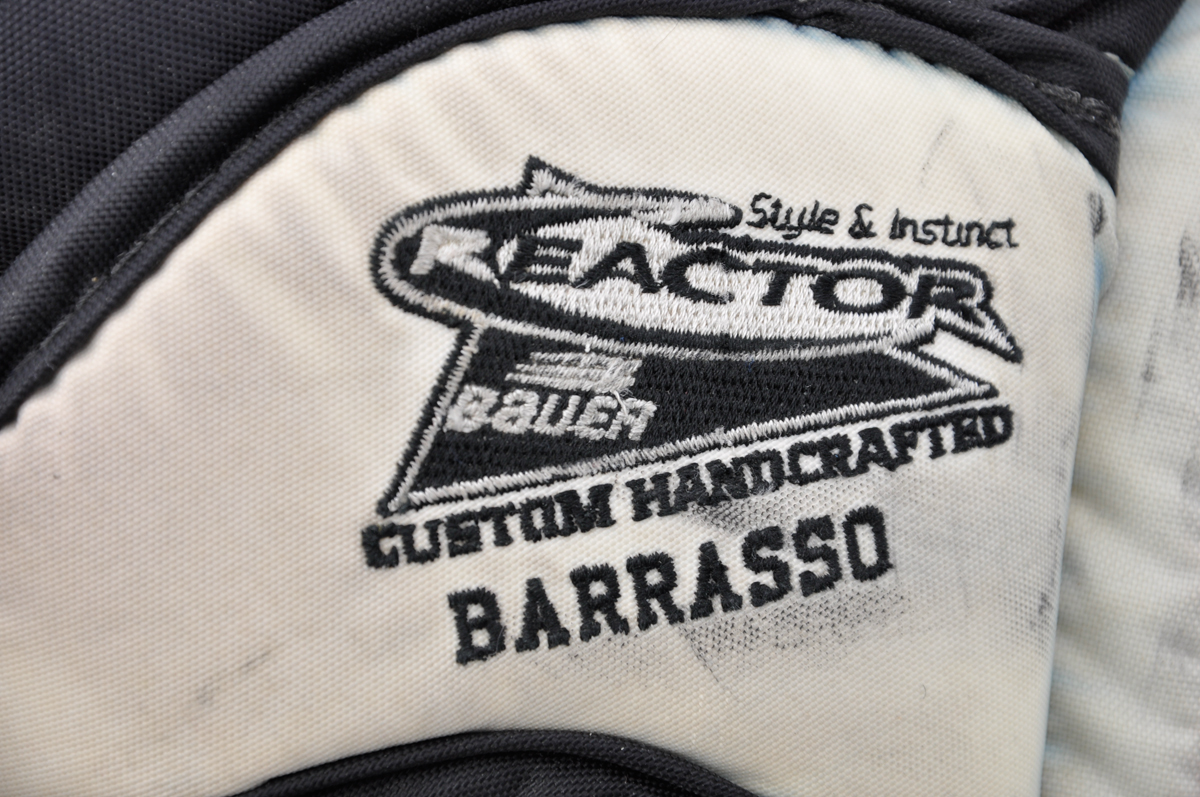 Style & Instinct
REACTOR
BAUER
CUSTOM HANDCRAFTED
BARRASSO